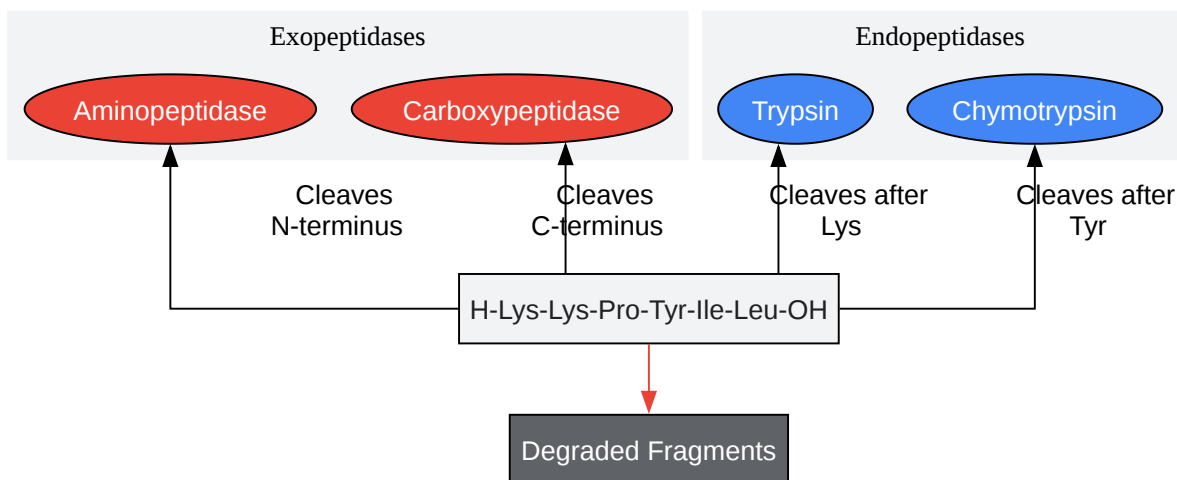 Exopeptidases
Endopeptidases
Aminopeptidase
Carboxypeptidase
Trypsin
Chymotrypsin
Cleaves
N-terminus
Cleaves
C-terminus
Cleaves after
Lys
Cleaves after
Tyr
H-Lys-Lys-Pro-Tyr-Ile-Leu-OH
Degraded Fragments